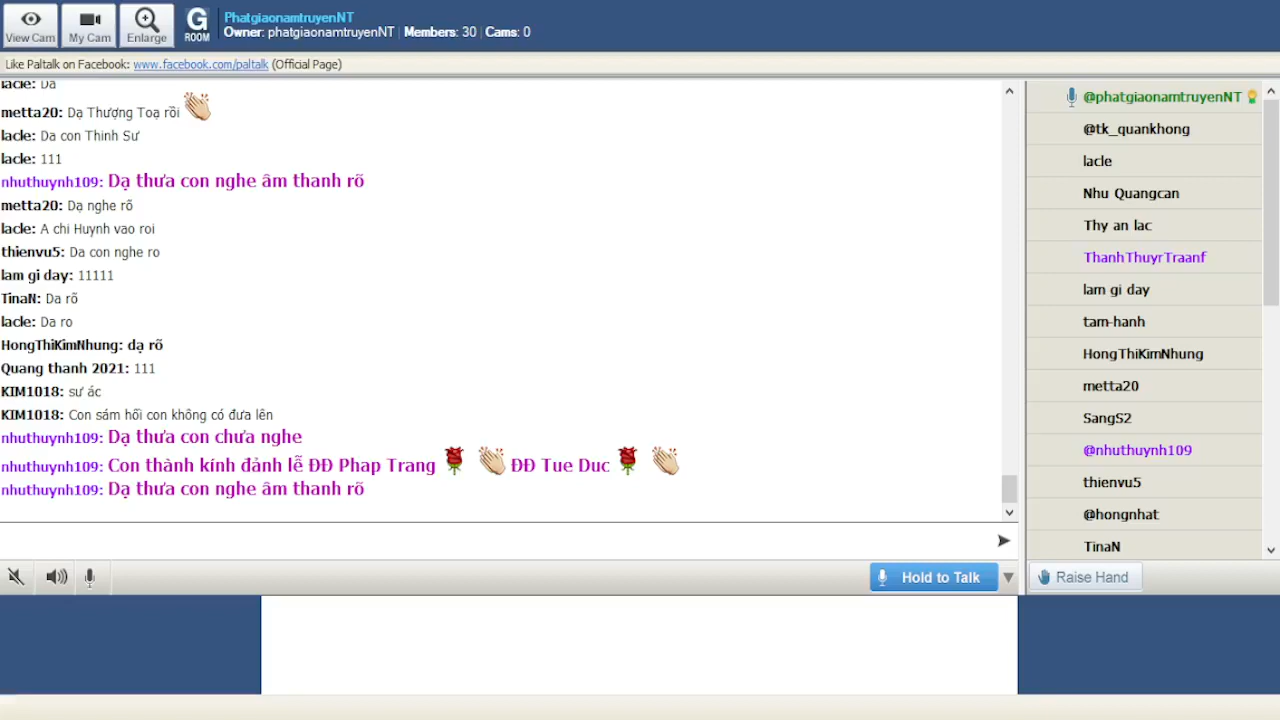 View Cam
My Cam
Enlarge
G
ROOM
PhatgiaonamtruyenNT
Owner: phatgiaonamtruyenNT | Members: 30 | Cams: 0
Like Paltalk on Facebook: www.facebook.com/paltalk (Official Page)
lacle: Da
metta20: Dạ Thượng Toạ rồi
lacle: Da con Thinh Sư
lacle: 111
nhuthuynh109: Dạ thưa con nghe âm thanh rõ
metta20: Dạ nghe rõ
lacle: A chi Huynh vao roi
thienvu5: Da con nghe ro
lam gi day: 11111
TinaN: Da rõ
lacle: Da ro
HongThiKimNhung: dạ rõ
Quang thanh 2021: 111
KIM1018: sư ác
KIM1018: Con sám hối con không có đưa lên
nhuthuynh109: Dạ thưa con chưa nghe
nhuthuynh109: Con thành kính đảnh lễ ĐĐ Phap Trang ĐĐ Tue Duc
nhuthuynh109: Dạ thưa con nghe âm thanh rõ
Hold to Talk
@phatgiaonamtruyenNT
@tk_quankhong
lacle
Nhu Quangcan
Thy an lac
ThanhThuyrTraanf
lam gi day
tam-hanh
HongThiKimNhung
metta20
SangS2
@nhuthuynh109
thienvu5
@hongnhat
TinaN
Raise Hand